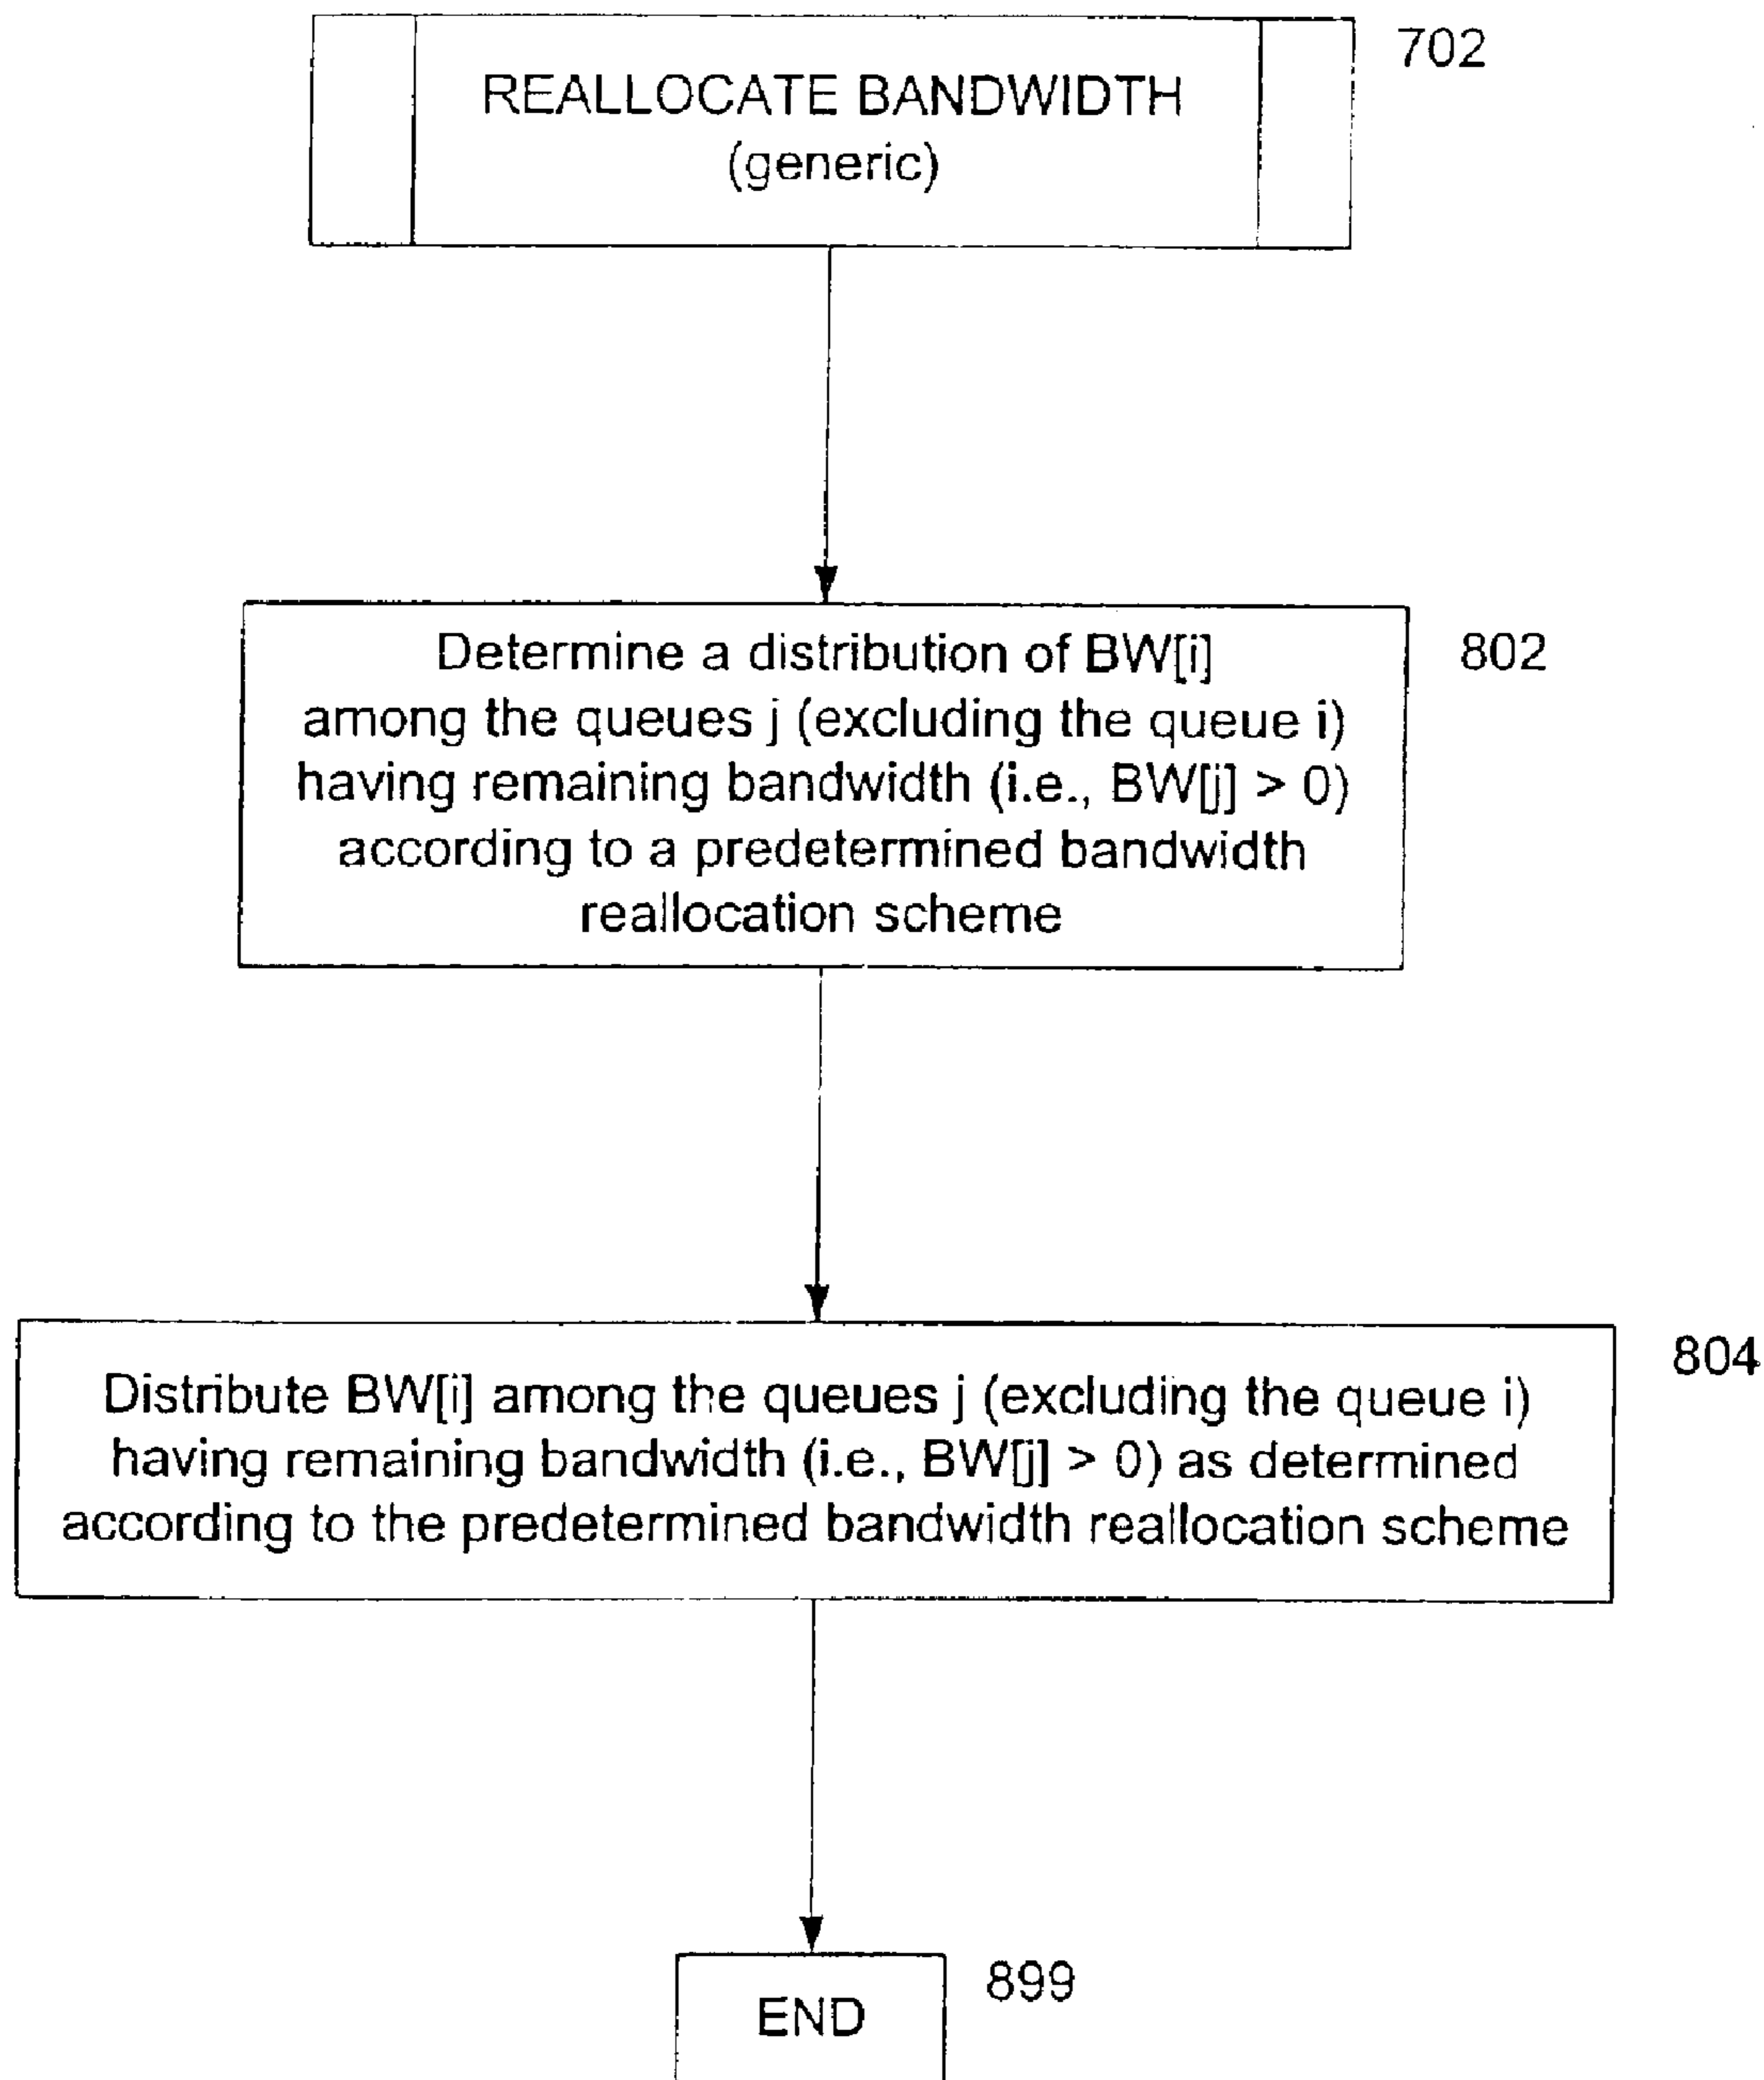 REALLOCATE BANDWIDTH
(generic)
702
Determine a distribution of BW[i]
among the queues j (excluding the queue i)
having remaining bandwidth (i.e., BW[j] > 0)
according to a predetermined bandwidth
reallocation scheme
802
Distribute BW[i] among the queues j (excluding the queue i)
having remaining bandwidth (i.e., BW[j] > 0) as determined
according to the predetermined bandwidth reallocation scheme
804
END
899